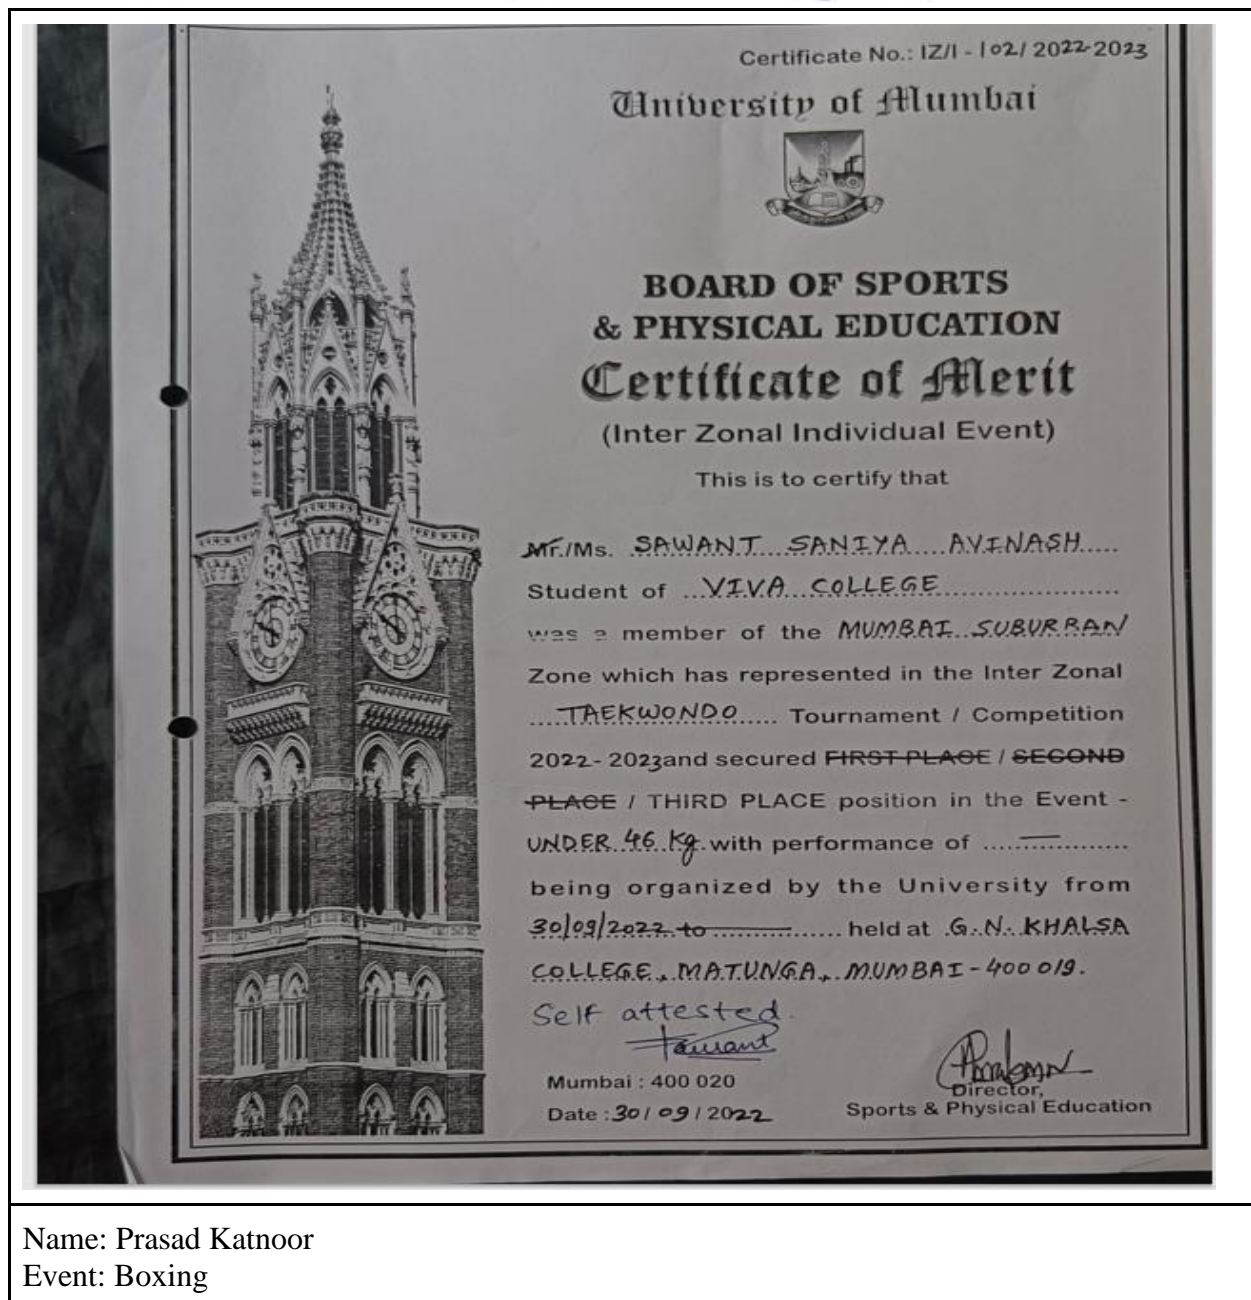 Certificate No.: IZ/I - 102/ 2022-2023
University of Mumbai
BOARD OF SPORTS
& PHYSICAL EDUCATION
Certificate of Merit
(Inter Zonal Individual Event)
This is to certify that
Mr./Ms. SAWANT SANIYA AVINASH
Student of VIVA COLLEGE
was a member of the MUMBAI SUBURBAN
Zone which has represented in the Inter Zonal
TAEKWONDO Tournament / Competition
2022-2023 and secured FIRST PLACE / SECOND
PLACE / THIRD PLACE position in the Event -
UNDER 46 Kg. with performance of —
being organized by the University from
30/09/2022 to — held at G.N. KHALSA
COLLEGE, MATUNGA, MUMBAI - 400 019.
Self attested.
Sawant
Mumbai : 400 020
Date : 30/09/2022
Director,
Sports & Physical Education
Name: Prasad Katnoor
Event: Boxing